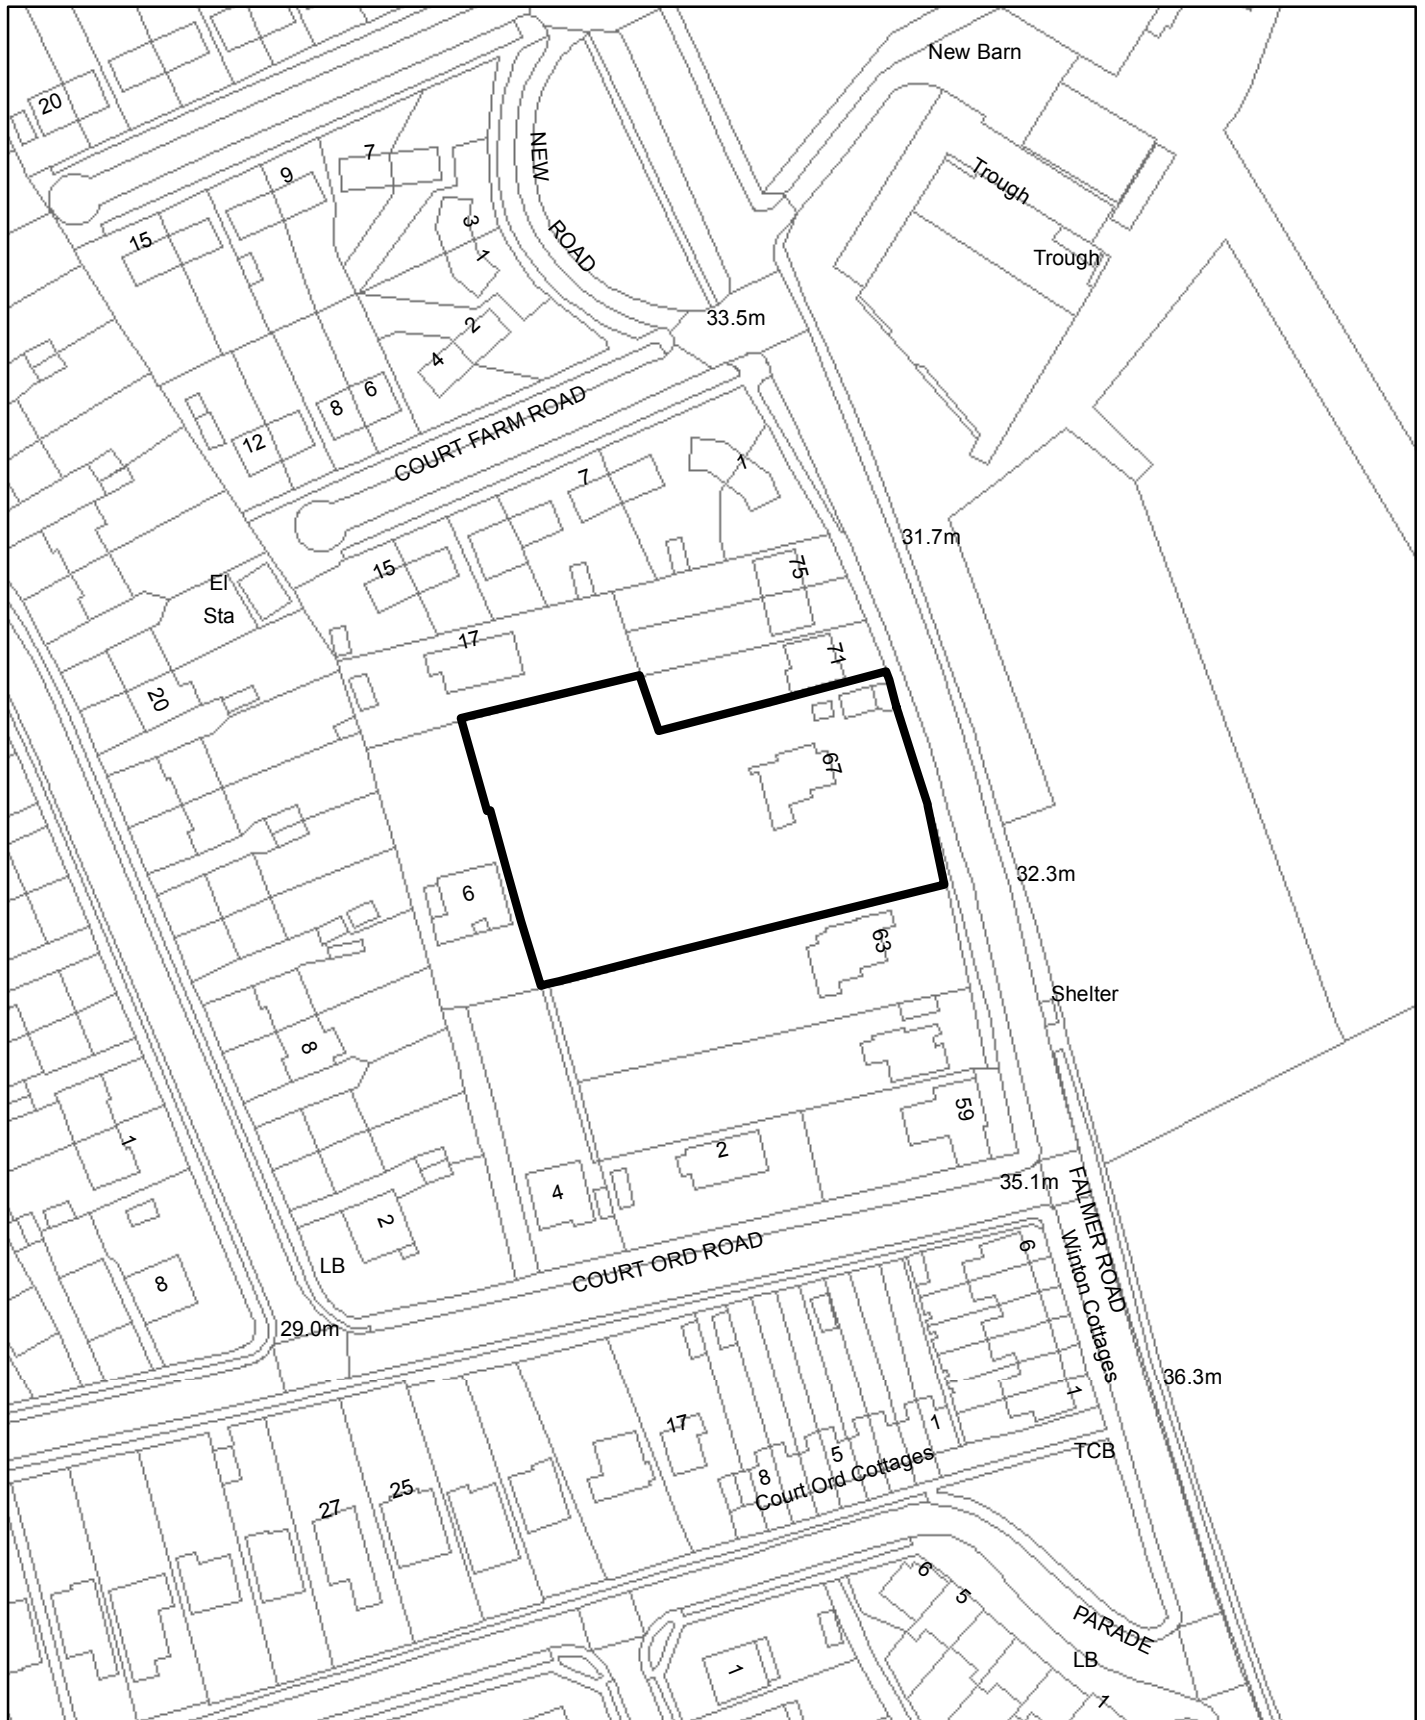 New Barn
20
NEW
ROAD
7
9
Trough
3
1
15
Trough
33.5m
2
4
6
8
COURT FARM ROAD
12
1
7
31.7m
75
15
El
Sta
17
71
20
67
6
32.3m
63
Shelter
8
59
1
2
4
35.1m
FALMER ROAD
2
COURT ORD ROAD
Winton Cottages
6
LB
8
29.0m
36.3m
1
17
1
5
TCB
8
Court Ord Cottages
25
27
6
5
PARADE
LB
1
1